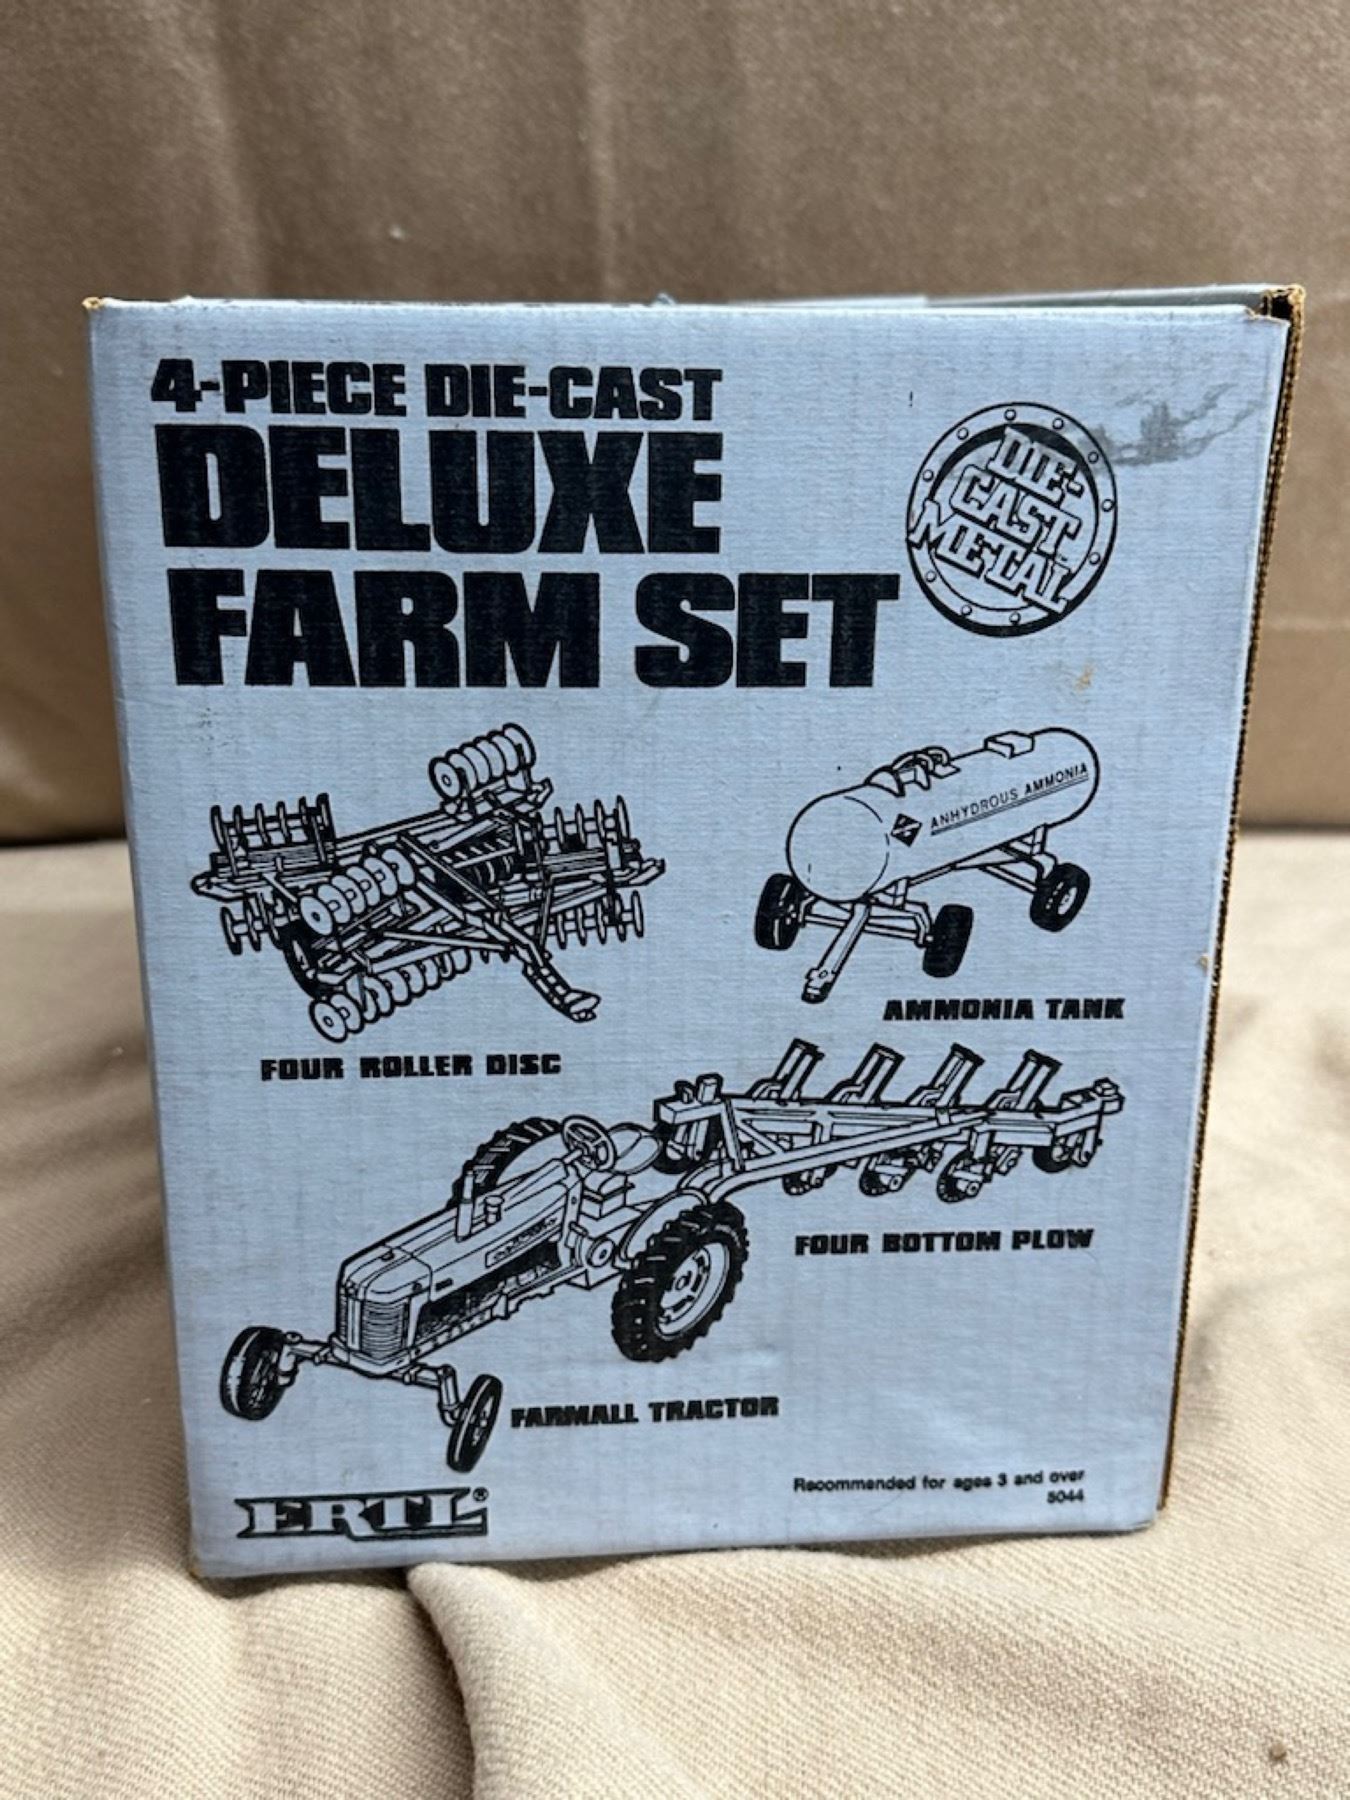 4-PIECE DIE-CAST
DELUXE
FARM SET
DIE-
CAST
METAL
ANHYDROUS AMMONIA
AMMONIA TANK
FOUR ROLLER DISC
FOUR BOTTOM PLOW
FARMALL TRACTOR
Recommended for ages 3 and over
5044
ERTL®